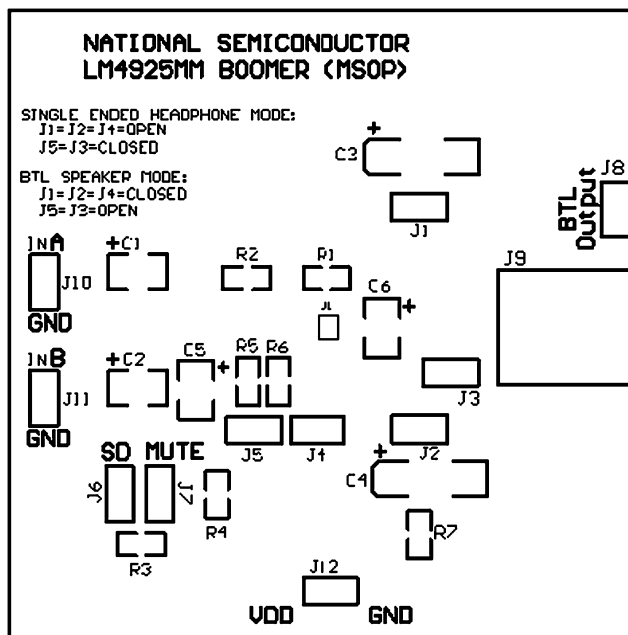 NATIONAL SEMICONDUCTOR
LM4925MM BOOMER (MSOP)
SINGLE ENDED HEADPHONE MODE:
J1=J2=J4=OPEN
J5=J3=CLOSED
BTL SPEAKER MODE:
J1=J2=J4=CLOSED
J5=J3=OPEN
+
C3
J1
J8
BTL
Output
IN A
J10
GND
+C1
R2
R1
J1
C6
+
J9
IN B
J11
GND
+C2
C5
+
R5
R6
J3
J5
J4
J2
SD MUTE
J6
J7
R4
+
C4
R3
R7
J12
VDD GND